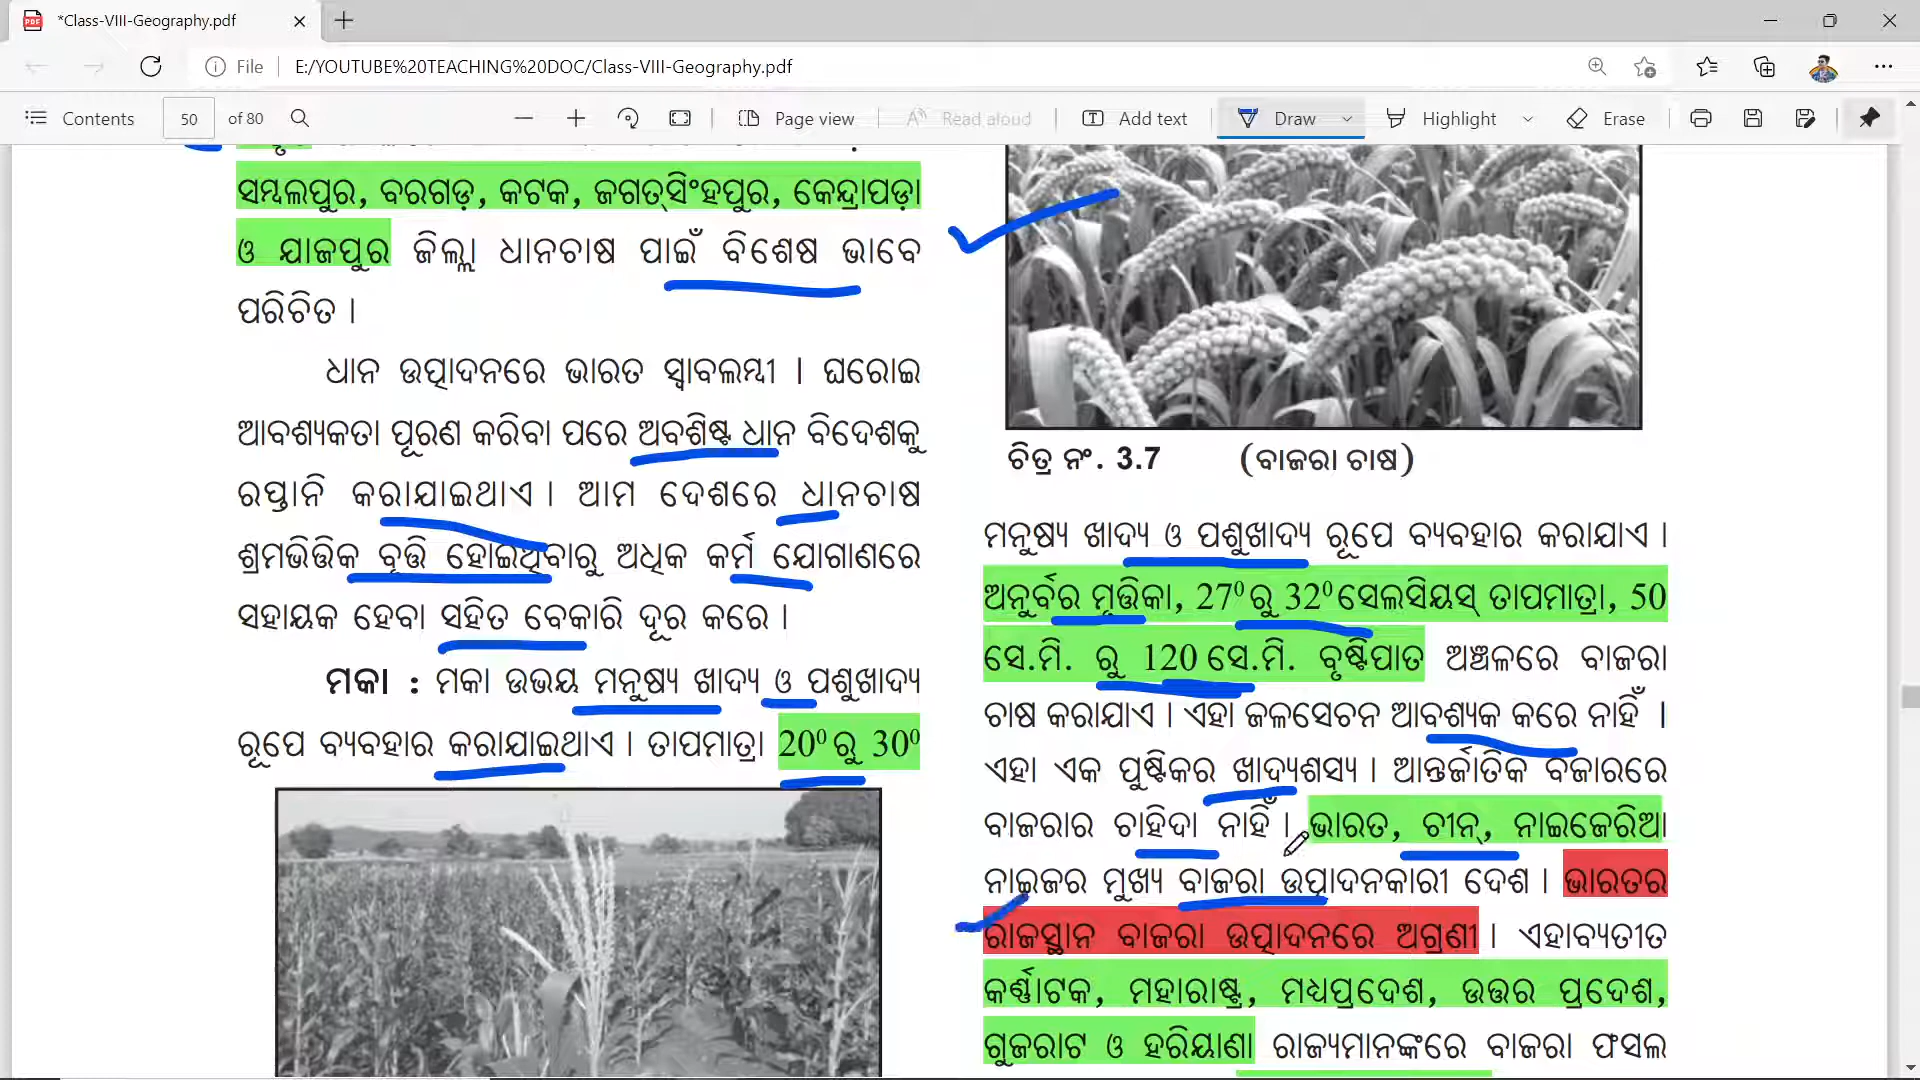 *Class-VIII-Geography.pdf
File
E:/YOUTUBE%20TEACHING%20DOC/Class-VIII-Geography.pdf
Contents
50
of 80
Page view
Read aloud
Add text
Draw
Highlight
Erase
ସମ୍ବଲପୁର, ବରଗଡ଼, କଟକ, ଜଗତ୍‌ସିଂହପୁର, କେନ୍ଦ୍ରାପଡ଼ା
ଓ ଯାଜପୁର ଜିଲ୍ଲା ଧାନଚାଷ ପାଇଁ ବିଶେଷ ଭାବେ
ପରିଚିତ ।
ଧାନ ଉତ୍ପାଦନରେ ଭାରତ ସ୍ୱାବଲମ୍ବୀ । ଘରୋଇ
ଆବଶ୍ୟକତା ପୂରଣ କରିବା ପରେ ଅବଶିଷ୍ଟ ଧାନ ବିଦେଶକୁ
ରପ୍ତାନି କରାଯାଇଥାଏ । ଆମ ଦେଶରେ ଧାନଚାଷ
ଶ୍ରମଭିତ୍ତିକ ବୃତ୍ତି ହୋଇଥିବାରୁ ଅଧିକ କର୍ମ ଯୋଗାଣରେ
ସହାୟକ ହେବା ସହିତ ବେକାରି ଦୂର କରେ ।
ମକା : ମକା ଉଭୟ ମନୁଷ୍ୟ ଖାଦ୍ୟ ଓ ପଶୁଖାଦ୍ୟ
ରୂପେ ବ୍ୟବହାର କରାଯାଇଥାଏ । ତାପମାତ୍ରା 20⁰ ରୁ 30⁰
ଚିତ୍ର ନଂ. 3.7 (ବାଜରା ଚାଷ)
ମନୁଷ୍ୟ ଖାଦ୍ୟ ଓ ପଶୁଖାଦ୍ୟ ରୂପେ ବ୍ୟବହାର କରାଯାଏ ।
ଅନୁର୍ବର ମୃତ୍ତିକା, 27⁰ ରୁ 32⁰ ସେଲସିୟସ୍ ତାପମାତ୍ରା, 50
ସେ.ମି. ରୁ 120 ସେ.ମି. ବୃଷ୍ଟିପାତ ଅଞ୍ଚଳରେ ବାଜରା
ଚାଷ କରାଯାଏ । ଏହା ଜଳସେଚନ ଆବଶ୍ୟକ କରେ ନାହିଁ ।
ଏହା ଏକ ପୁଷ୍ଟିକର ଖାଦ୍ୟଶସ୍ୟ । ଆନ୍ତର୍ଜାତିକ ବଜାରରେ
ବାଜରାର ଚାହିଦା ନାହିଁ । ଭାରତ, ଚୀନ୍, ନାଇଜେରିଆ
ନାଇଜର ମୁଖ୍ୟ ବାଜରା ଉତ୍ପାଦନକାରୀ ଦେଶ । ଭାରତର
ରାଜସ୍ଥାନ ବାଜରା ଉତ୍ପାଦନରେ ଅଗ୍ରଣୀ । ଏହାବ୍ୟତୀତ
କର୍ଣ୍ଣାଟକ, ମହାରାଷ୍ଟ୍ର, ମଧ୍ୟପ୍ରଦେଶ, ଉତ୍ତର ପ୍ରଦେଶ,
ଗୁଜରାଟ ଓ ହରିୟାଣା ରାଜ୍ୟମାନଙ୍କରେ ବାଜରା ଫସଲ